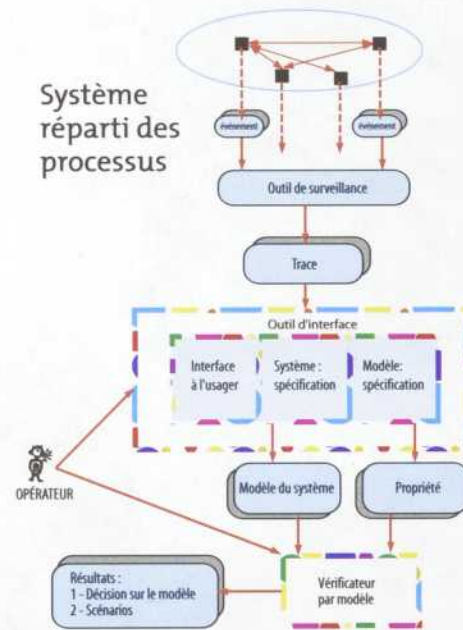 Système
réparti des
processus
événement
événement
Outil de surveillance
Trace
Outil d'interface
Interface
à l'usager
Système :
spécification
Modèle:
spécification
OPÉRATEUR
Modèle du système
Propriété
Résultats :
1 - Décision sur le modèle
2 - Scénarios
Vérificateur
par modèle